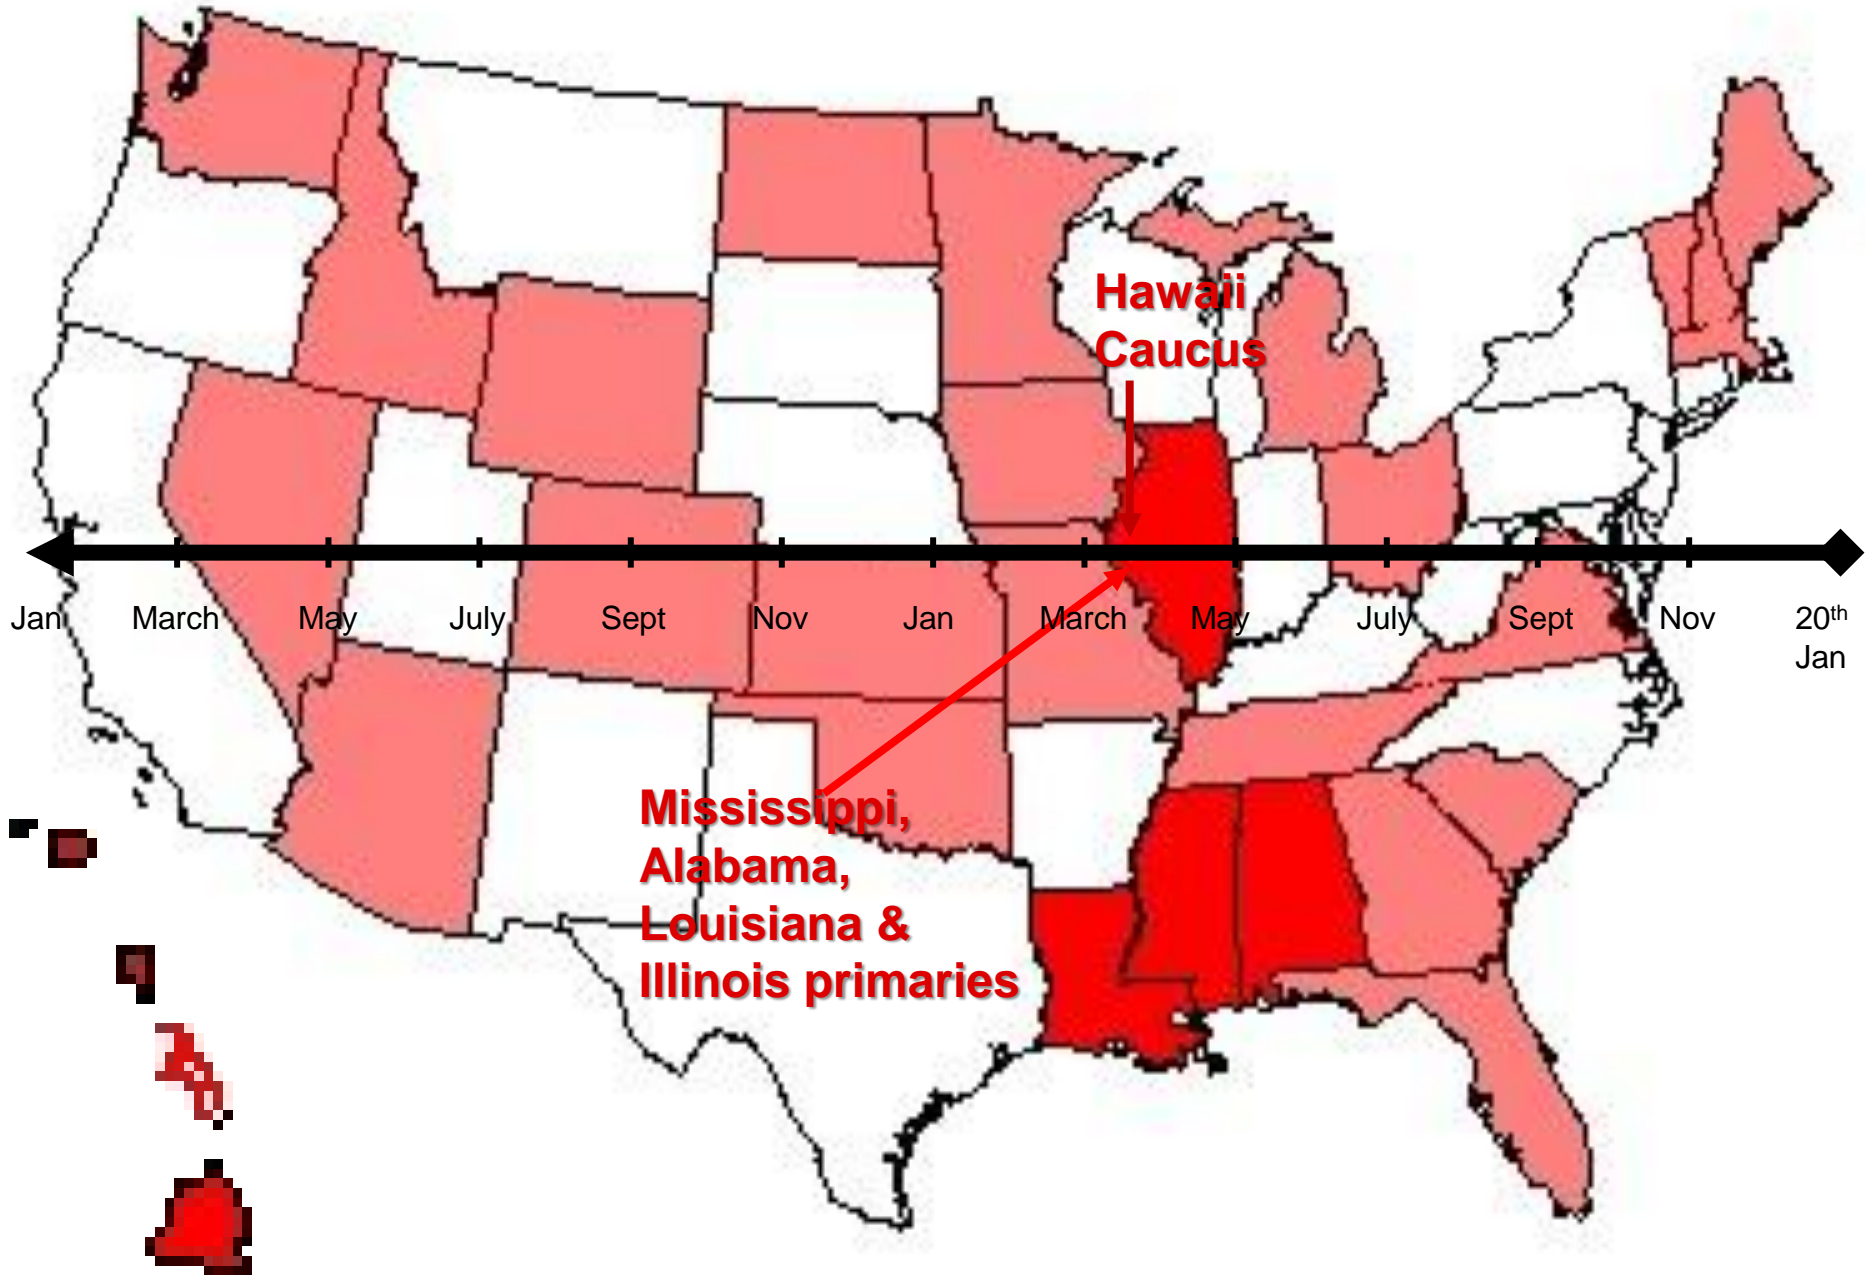 Hawaii
Caucus
Jan March May July Sept Nov Jan March May July Sept Nov 20th
Jan
Mississippi,
Alabama,
Louisiana &
Illinois primaries